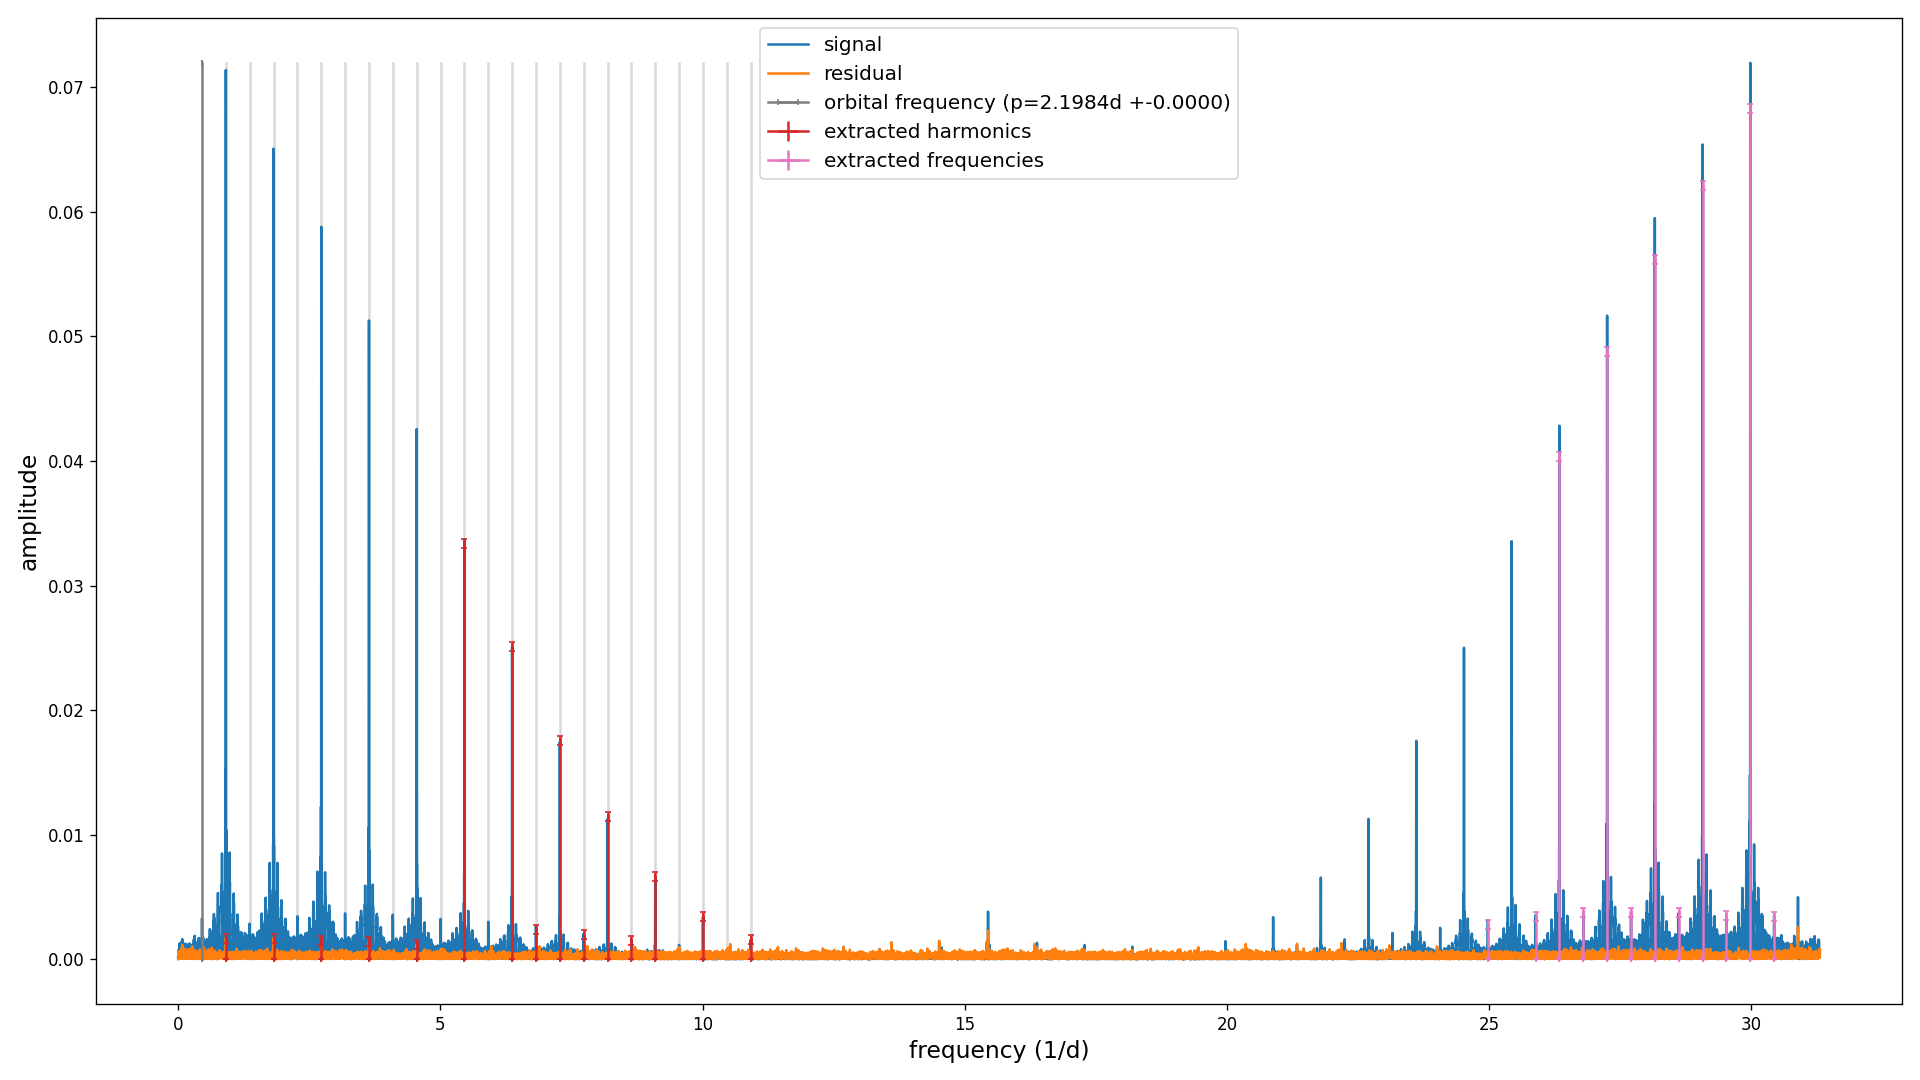 signal
residual
orbital frequency (p=2.1984d +-0.0000)
extracted harmonics
extracted frequencies
amplitude
0.07
0.06
0.05
0.04
0.03
0.02
0.01
0.00
0 5 10 15 20 25 30
frequency (1/d)